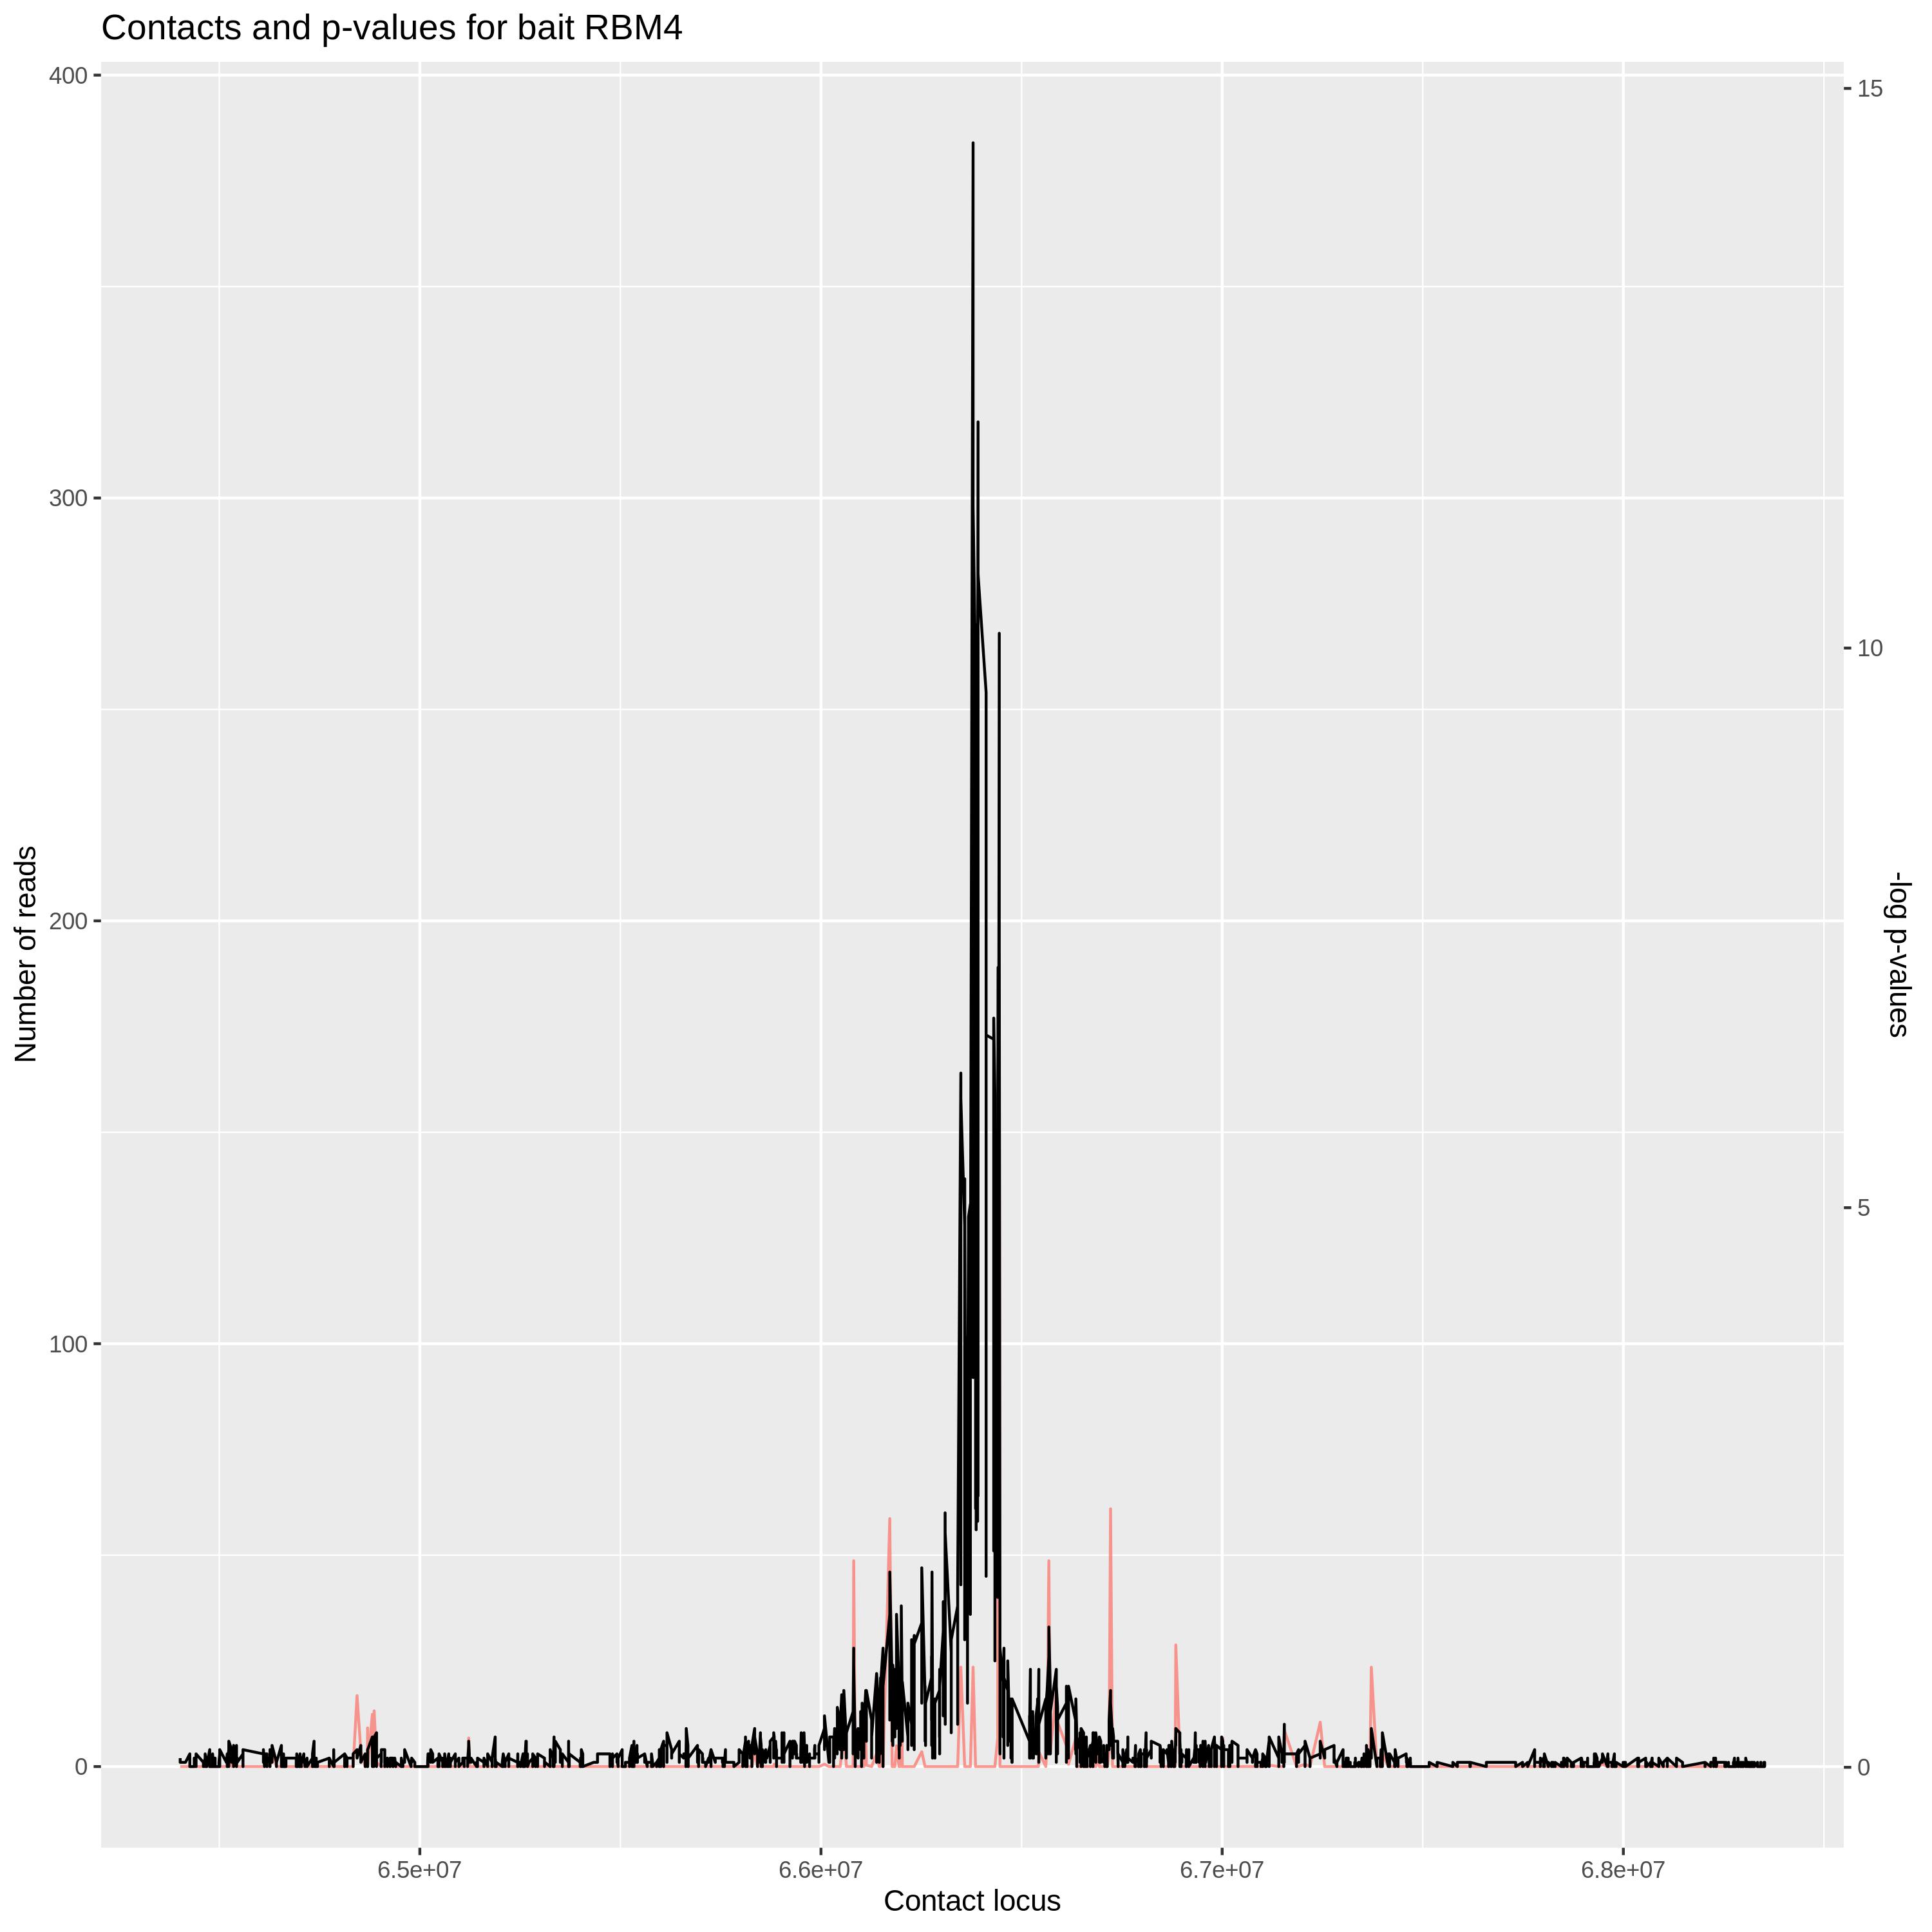 Contacts and p-values for bait RBM4
400
300
200
100
0
15
10
5
0
Number of reads
-log p-values
6.5e+07 6.6e+07 6.7e+07 6.8e+07
Contact locus